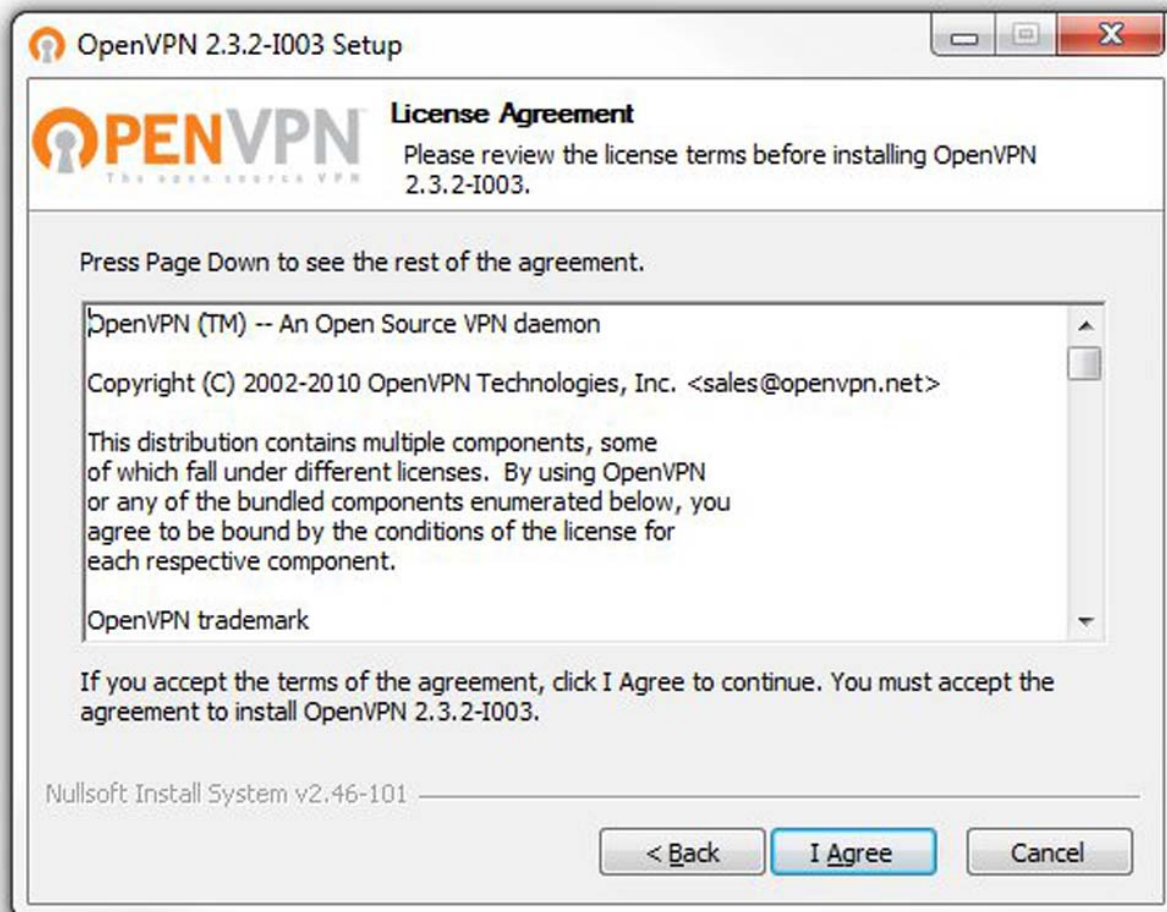 OpenVPN 2.3.2-I003 Setup
OPENVPN
The open source VPN
License Agreement
Please review the license terms before installing OpenVPN
2.3.2-I003.
Press Page Down to see the rest of the agreement.
OpenVPN (TM) -- An Open Source VPN daemon
Copyright (C) 2002-2010 OpenVPN Technologies, Inc. <sales@openvpn.net>
This distribution contains multiple components, some
of which fall under different licenses.  By using OpenVPN
or any of the bundled components enumerated below, you
agree to be bound by the conditions of the license for
each respective component.
OpenVPN trademark
If you accept the terms of the agreement, click I Agree to continue. You must accept the
agreement to install OpenVPN 2.3.2-I003.
Nullsoft Install System v2.46-101
< Back
I Agree
Cancel